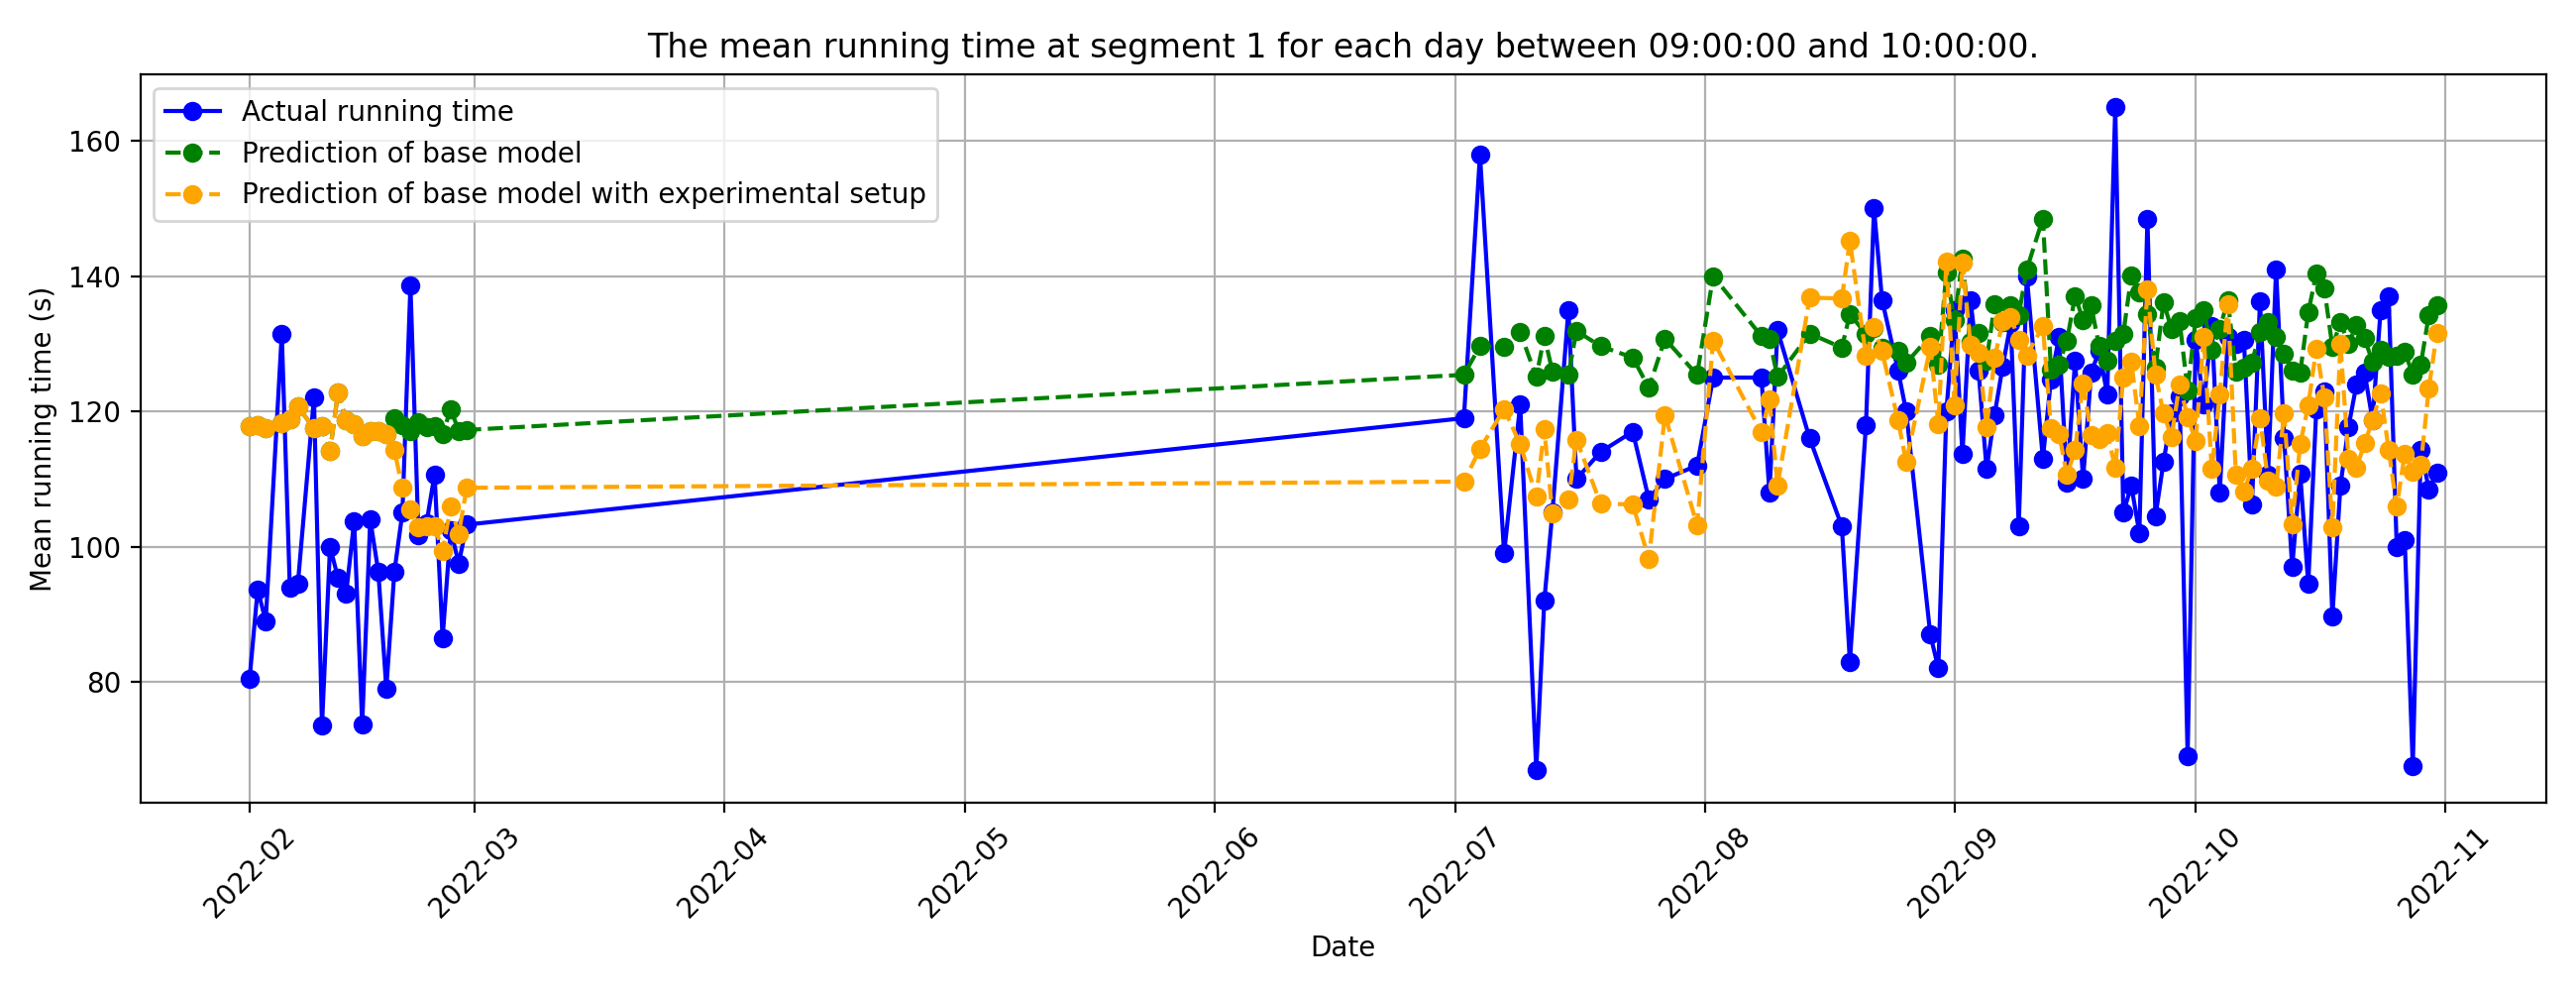 The mean running time at segment 1 for each day between 09:00:00 and 10:00:00.
Actual running time
Prediction of base model
Prediction of base model with experimental setup
Mean running time (s)
160
140
120
100
80
2022-02
2022-03
2022-04
2022-05
2022-06
2022-07
2022-08
2022-09
2022-10
2022-11
Date